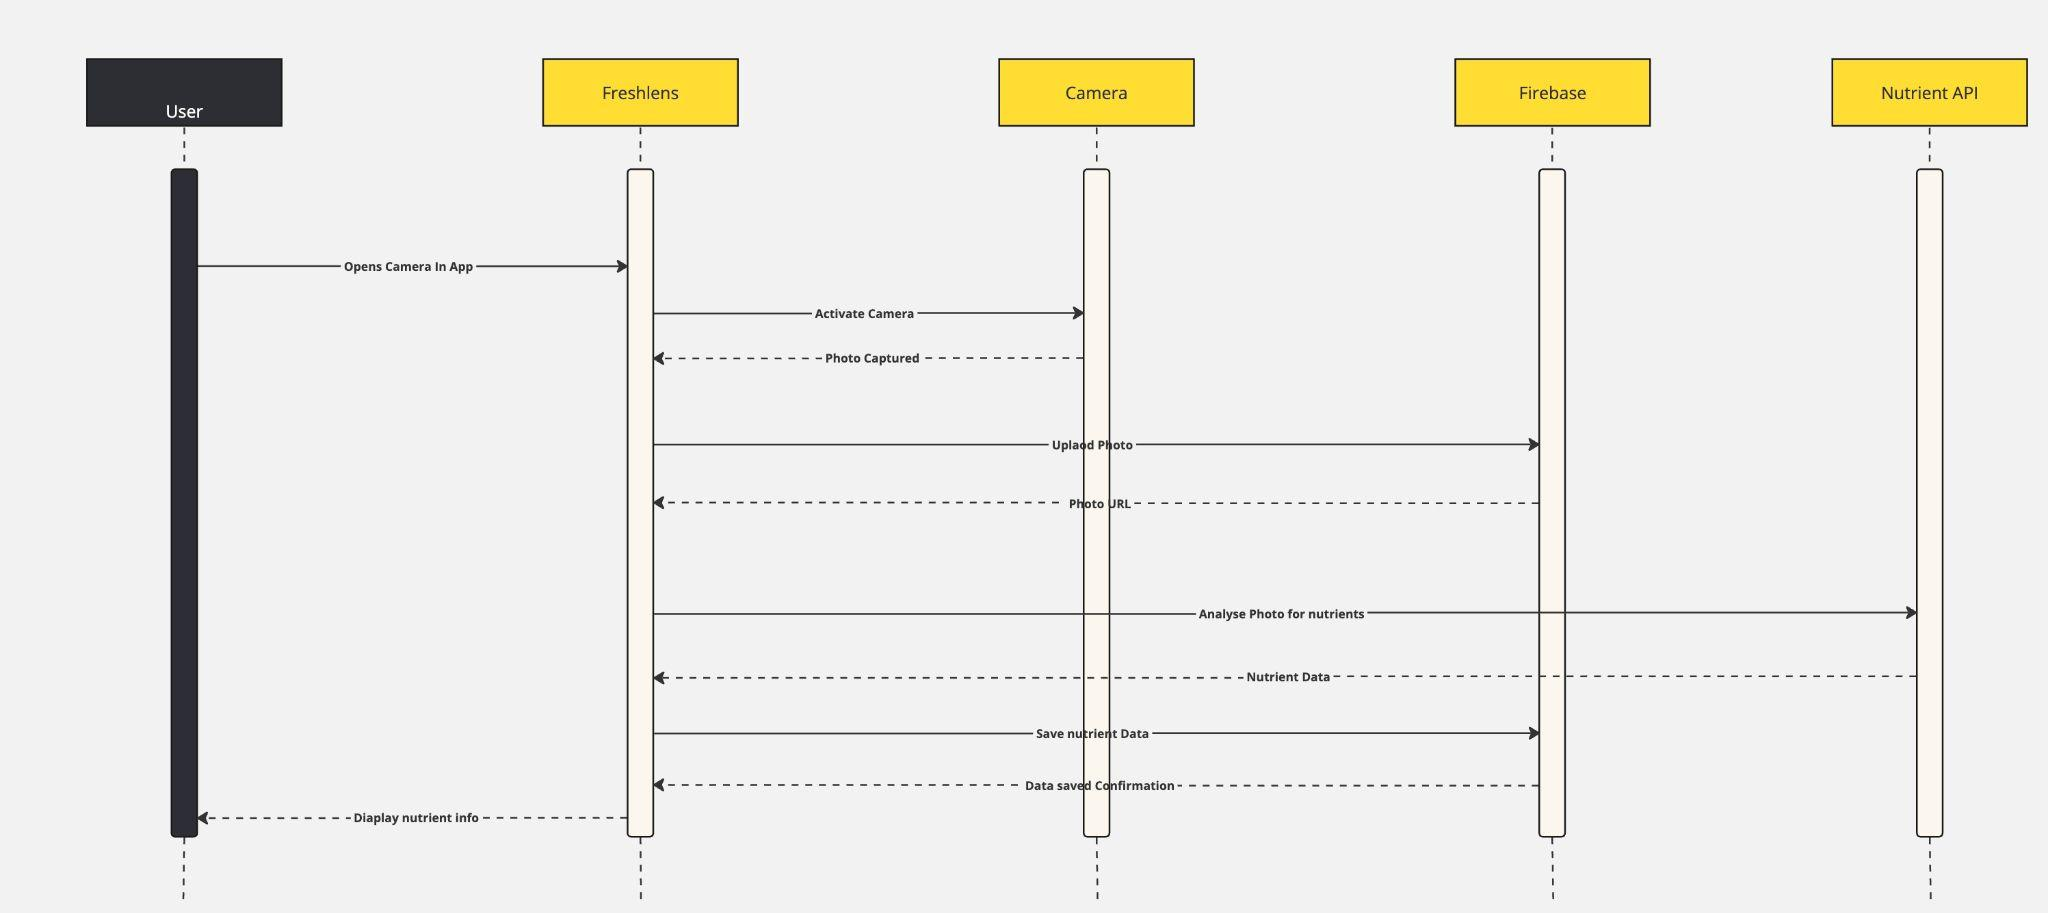 User
Freshlens
Camera
Firebase
Nutrient API
Opens Camera In App
Activate Camera
Photo Captured
Uplaod Photo
Photo URL
Analyse Photo for nutrients
Nutrient Data
Save nutrient Data
Data saved Confirmation
Diaplay nutrient info